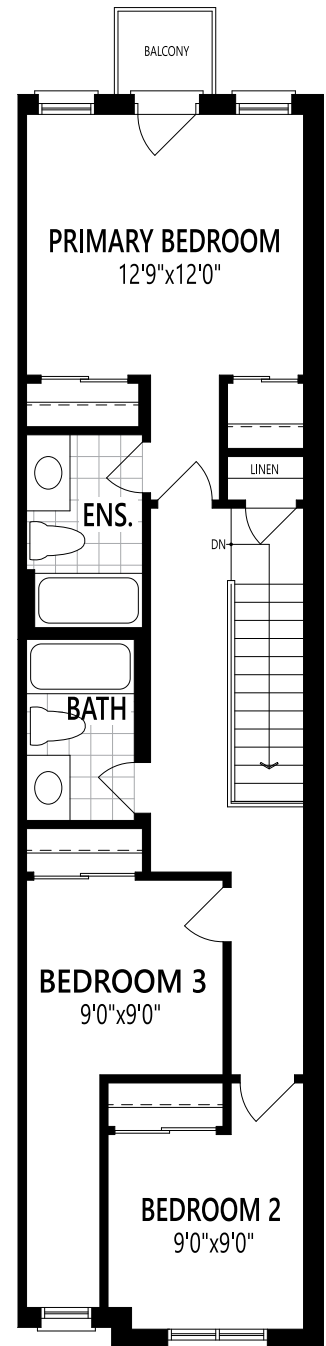 BALCONY
PRIMARY BEDROOM
12'9"x12'0"
LINEN
ENS.
DN
BATH
BEDROOM 3
9'0"x9'0"
BEDROOM 2
9'0"x9'0"